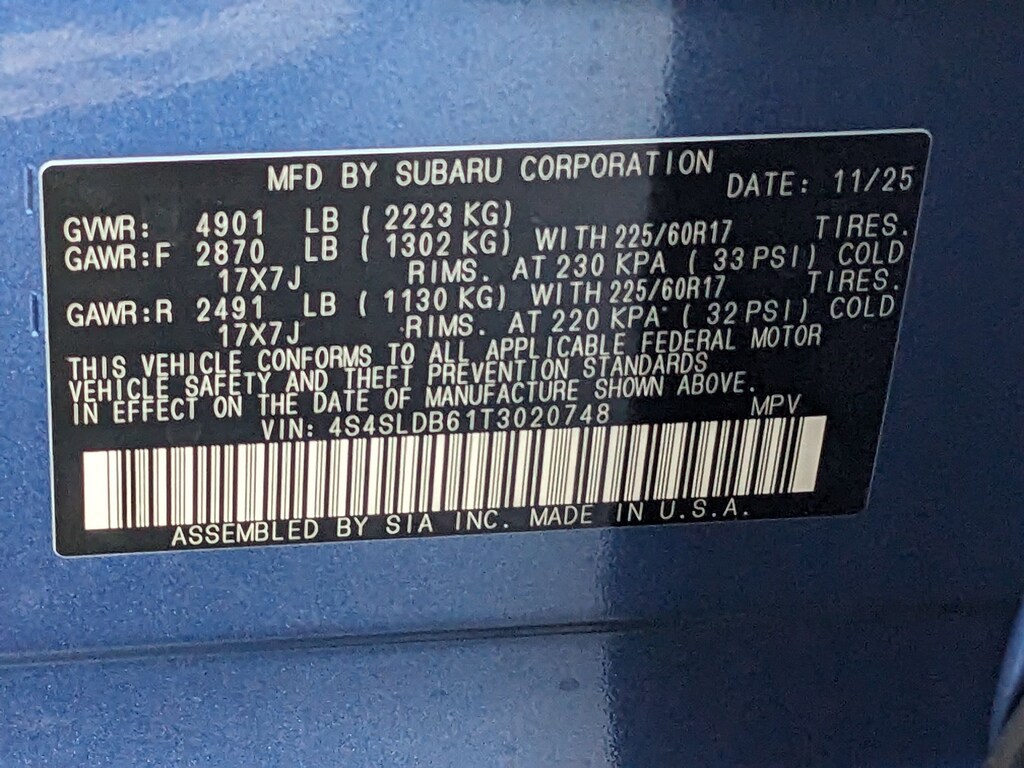 MFD BY SUBARU CORPORATION DATE: 11/25
GVWR: 4901 LB ( 2223 KG)
GAWR:F 2870 LB ( 1302 KG) WITH 225/60R17 TIRES.
17X7J RIMS. AT 230 KPA ( 33 PSI) COLD
GAWR:R 2491 LB ( 1130 KG) WITH 225/60R17 TIRES.
17X7J RIMS. AT 220 KPA ( 32 PSI) COLD
THIS VEHICLE CONFORMS TO ALL APPLICABLE FEDERAL MOTOR
VEHICLE SAFETY AND THEFT PREVENTION STANDARDS
IN EFFECT ON THE DATE OF MANUFACTURE SHOWN ABOVE.
VIN: 4S4SLDB61T3020748 MPV
ASSEMBLED BY SIA INC. MADE IN U.S.A.